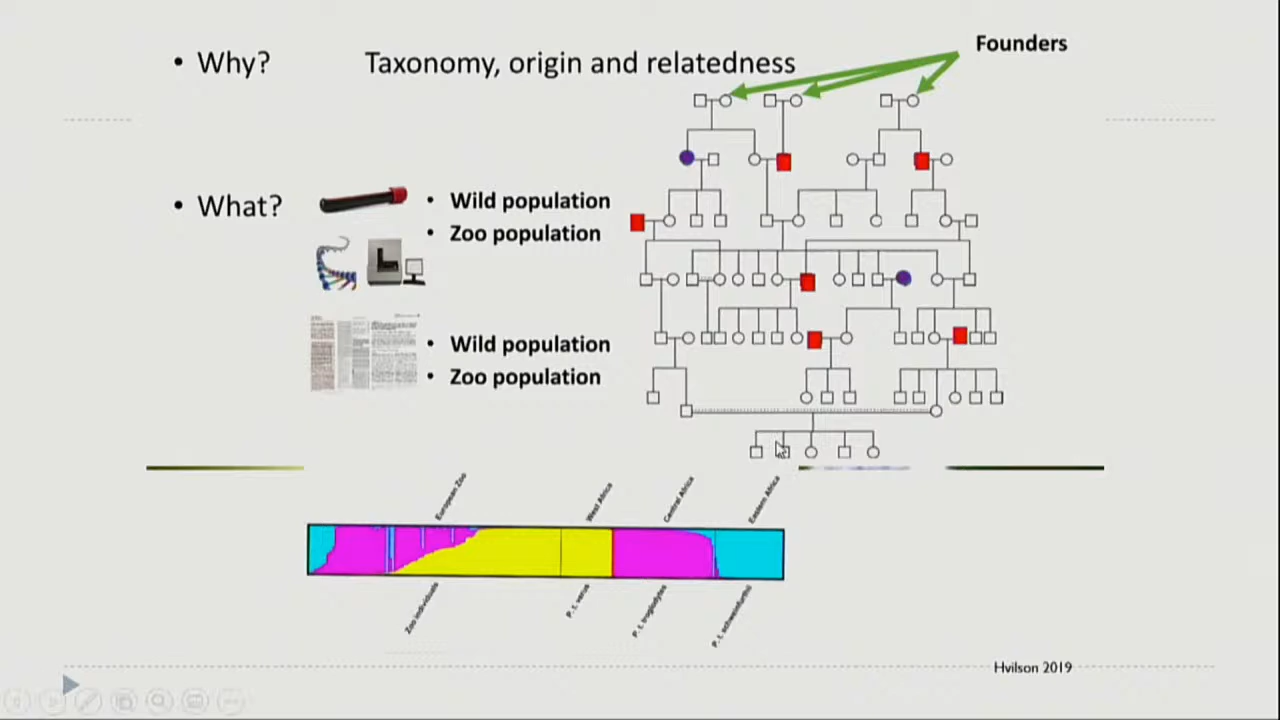 • Why?
Taxonomy, origin and relatedness
Founders
• What?
• Wild population
• Zoo population
• Wild population
• Zoo population
European Zoo
West Africa
Central Africa
Eastern Africa
Zoo individuals
P. t. verus
P. t. troglodytes
P. t. schweinfurthii
Hvilson 2019